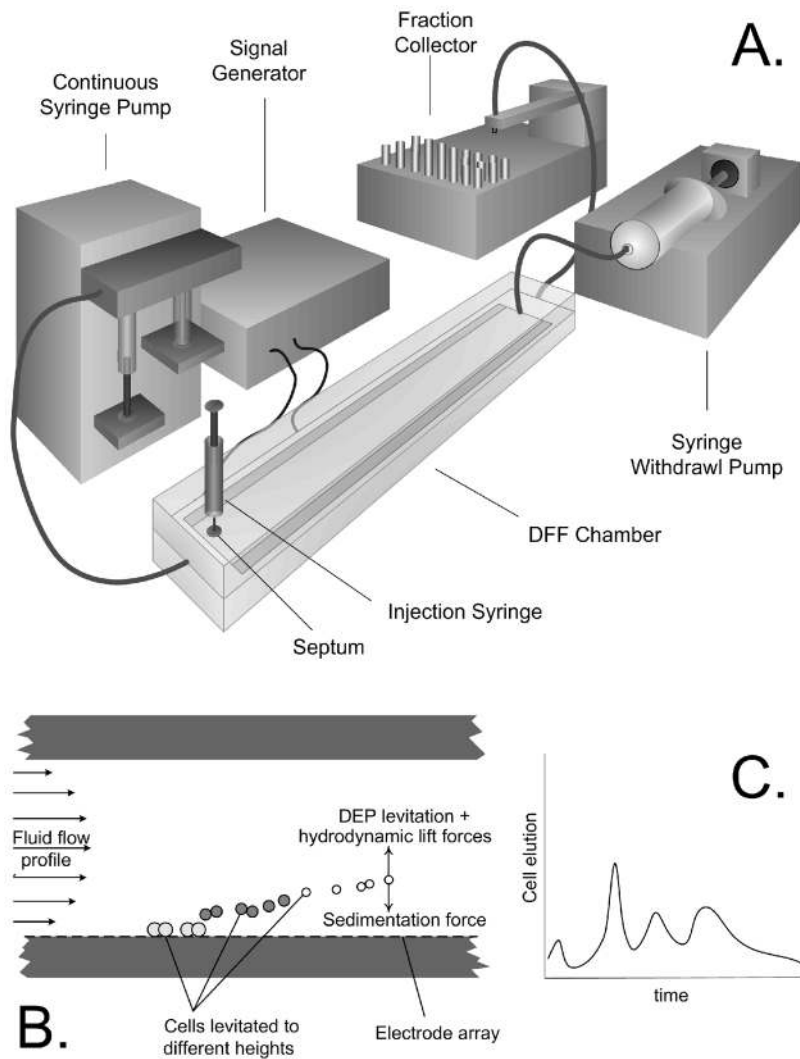 A.
Fraction
Collector
Signal
Generator
Continuous
Syringe Pump
Syringe
Withdrawl Pump
DFF Chamber
Injection Syringe
Septum
B.
Fluid flow
profile
DEP levitation +
hydrodynamic lift forces
Sedimentation force
Cells levitated to
different heights
Electrode array
C.
Cell elution
time